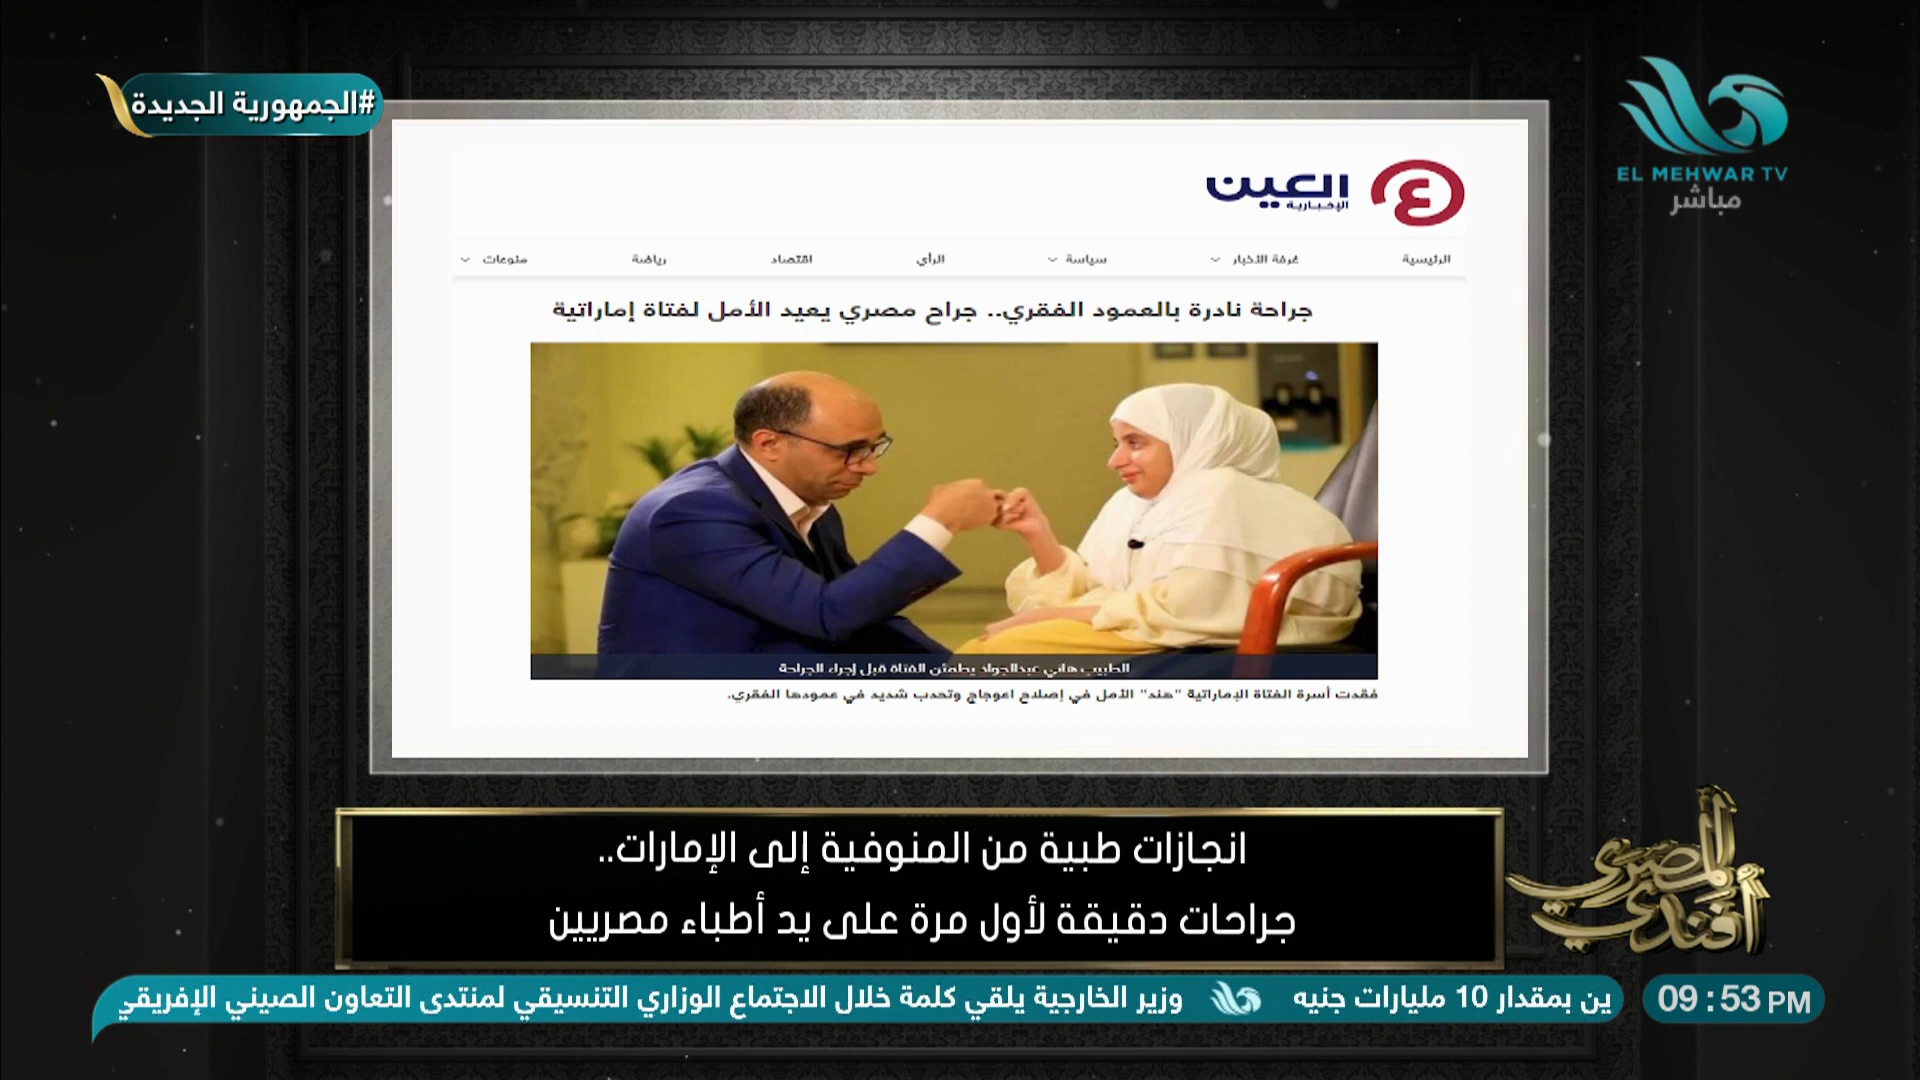 #الجمهورية الجديدة
EL MEHWAR TV
مباشر
العين
الإخبارية
الرئيسية
غرفة الأخبار
سياسة
الرأي
اقتصاد
رياضة
منوعات
جراحة نادرة بالعمود الفقري.. جراح مصري يعيد الأمل لفتاة إماراتية
الطبيب هاني عبدالجواد يطمئن الفتاة قبل إجراء الجراحة
فقدت أسرة الفتاة الإماراتية "هند" الأمل في إصلاح اعوجاج وتحدب شديد في عمودها الفقري.
انجازات طبية من المنوفية إلى الإمارات..
جراحات دقيقة لأول مرة على يد أطباء مصريين
المصري أفندي
ين بمقدار 10 مليارات جنيه
وزير الخارجية يلقي كلمة خلال الاجتماع الوزاري التنسيقي لمنتدى التعاون الصيني الإفريقي
09:53 PM